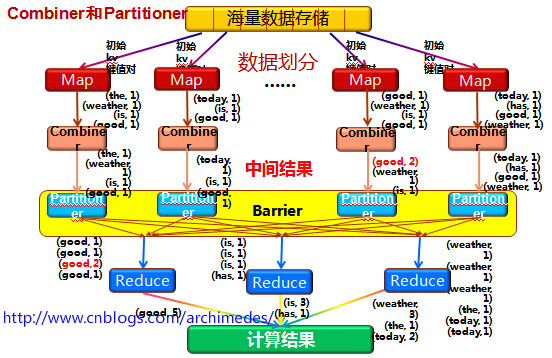 Combiner和Partitioner
海量数据存储
初始
kv
键值对
初始
kv
键值对
初始
kv
键值对
初始
kv
键值对
数据划分
Map
Map
......
Map
Map
(the, 1)
(weather, 1)
(is, 1)
(good, 1)
(today, 1)
(is, 1)
(good, 1)
(good, 1)
(weather, 1)
(is, 1)
(good, 1)
(today, 1)
(has, 1)
(good, 1)
(weather, 1)
Combiner
Combiner
Combiner
Combiner
(the, 1)
(weather, 1)
(is, 1)
(good, 1)
(today, 1)
(is, 1)
(good, 1)
中间结果
(good, 2)
(weather, 1)
(is, 1)
(today, 1)
(has, 1)
(good, 1)
(weather, 1)
Partitioner
Partitioner
Barrier
Partitioner
Partitioner
(good, 1)
(good, 1)
(good,2)
(good,1)
(is, 1)
(is, 1)
(is, 1)
(has, 1)
(weather, 1)
(weather, 1)
(weather, 1)
(the, 1)
(today, 1)
(today,1)
Reduce
Reduce
Reduce
(good, 5)
(is, 3)
(has, 1)
(weather, 3)
(the, 1)
(today, 2)
http://www.cnblogs.com/archimedes/
计算结果